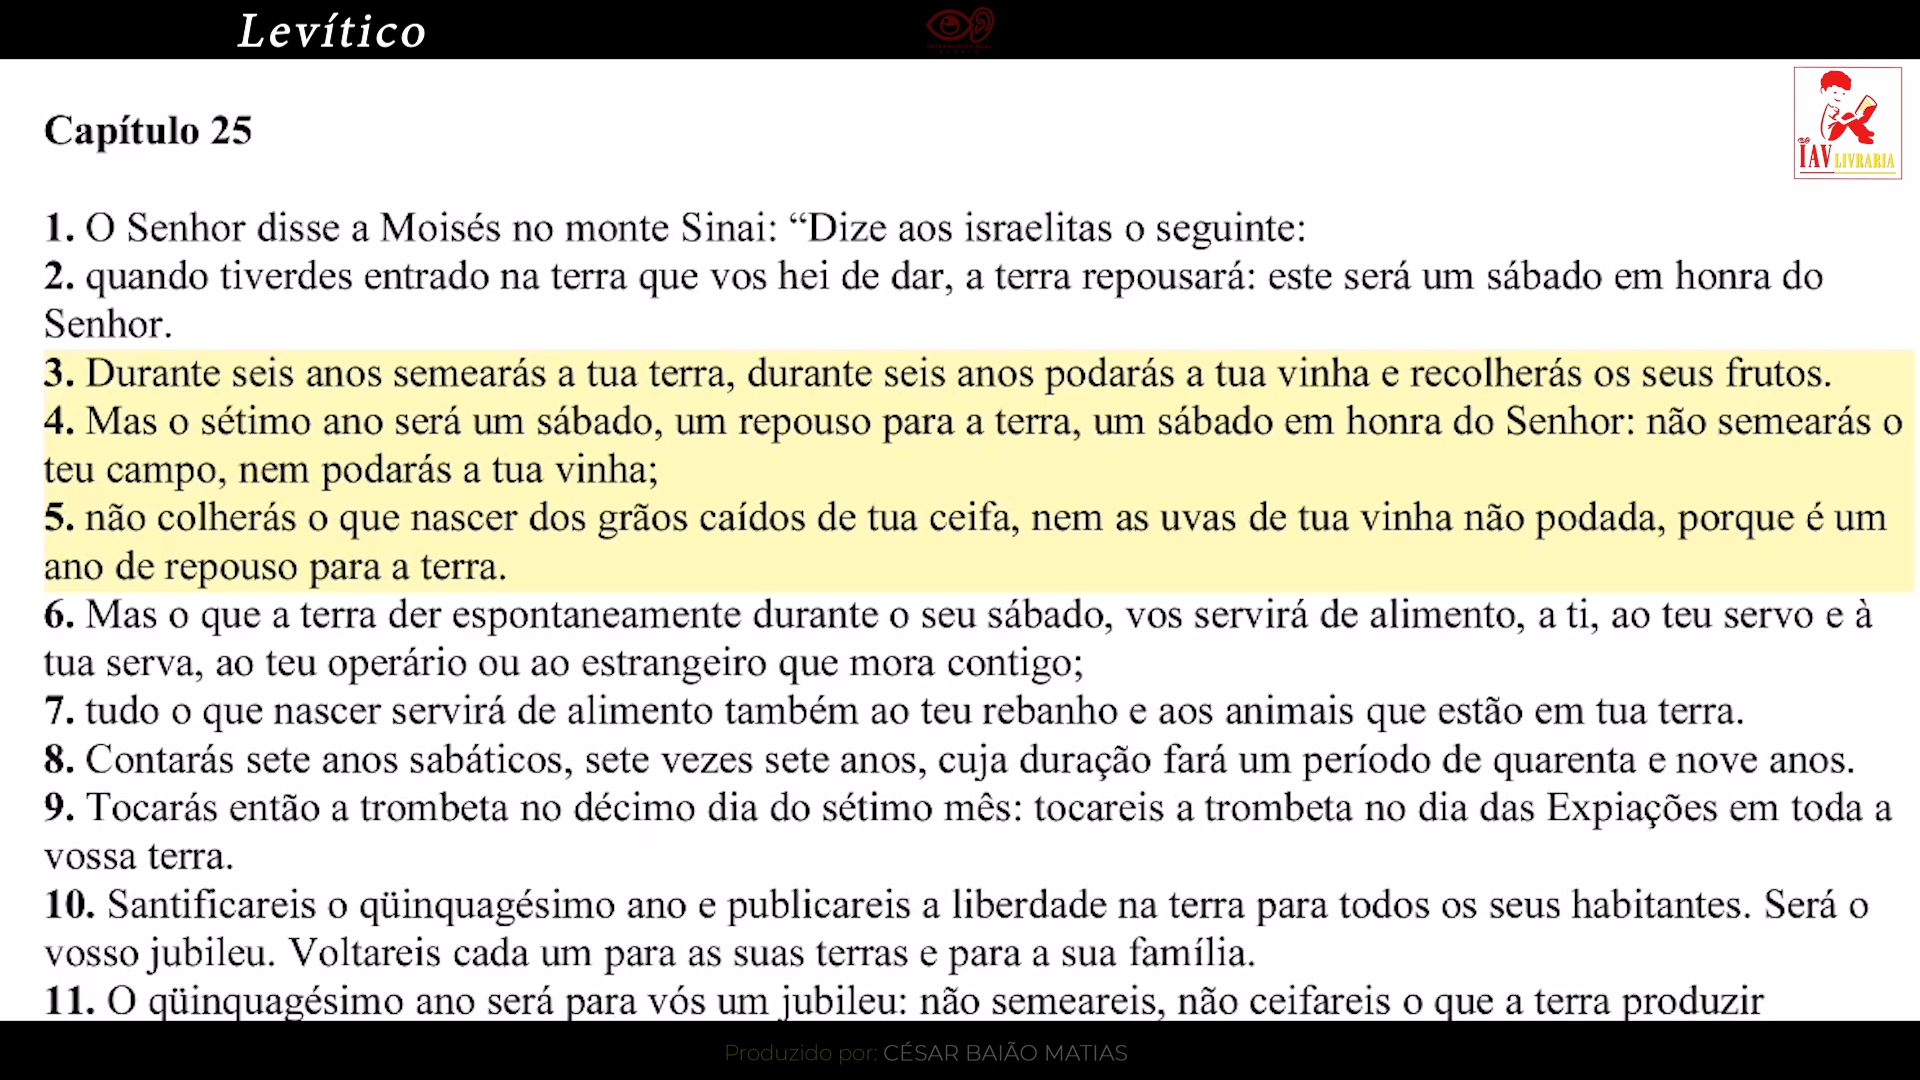 Levítico
IAV LIVRARIA
Capítulo 25
1. O Senhor disse a Moisés no monte Sinai: “Dize aos israelitas o seguinte:
2. quando tiverdes entrado na terra que vos hei de dar, a terra repousará: este será um sábado em honra do
Senhor.
3. Durante seis anos semearás a tua terra, durante seis anos podarás a tua vinha e recolherás os seus frutos.
4. Mas o sétimo ano será um sábado, um repouso para a terra, um sábado em honra do Senhor: não semearás o
teu campo, nem podarás a tua vinha;
5. não colherás o que nascer dos grãos caídos de tua ceifa, nem as uvas de tua vinha não podada, porque é um
ano de repouso para a terra.
6. Mas o que a terra der espontaneamente durante o seu sábado, vos servirá de alimento, a ti, ao teu servo e à
tua serva, ao teu operário ou ao estrangeiro que mora contigo;
7. tudo o que nascer servirá de alimento também ao teu rebanho e aos animais que estão em tua terra.
8. Contarás sete anos sabáticos, sete vezes sete anos, cuja duração fará um período de quarenta e nove anos.
9. Tocarás então a trombeta no décimo dia do sétimo mês: tocareis a trombeta no dia das Expiações em toda a
vossa terra.
10. Santificareis o qüinquagésimo ano e publicareis a liberdade na terra para todos os seus habitantes. Será o
vosso jubileu. Voltareis cada um para as suas terras e para a sua família.
11. O qüinquagésimo ano será para vós um jubileu: não semeareis, não ceifareis o que a terra produzir
Produzido por: CÉSAR BAIÃO MATIAS